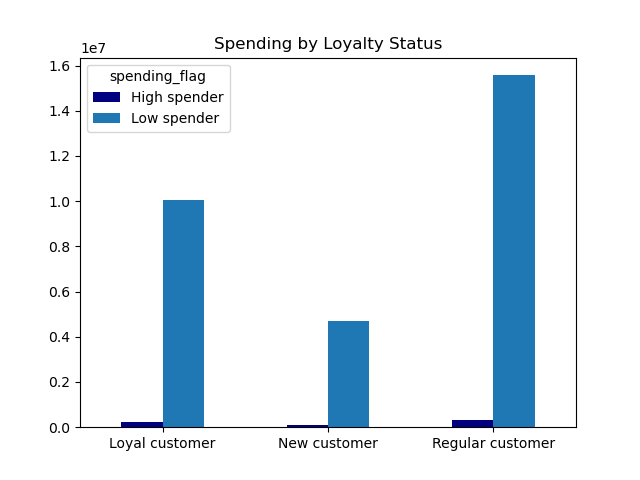 Spending by Loyalty Status
1e7
spending_flag
High spender
Low spender
1.6
1.4
1.2
1.0
0.8
0.6
0.4
0.2
0.0
Loyal customer New customer Regular customer